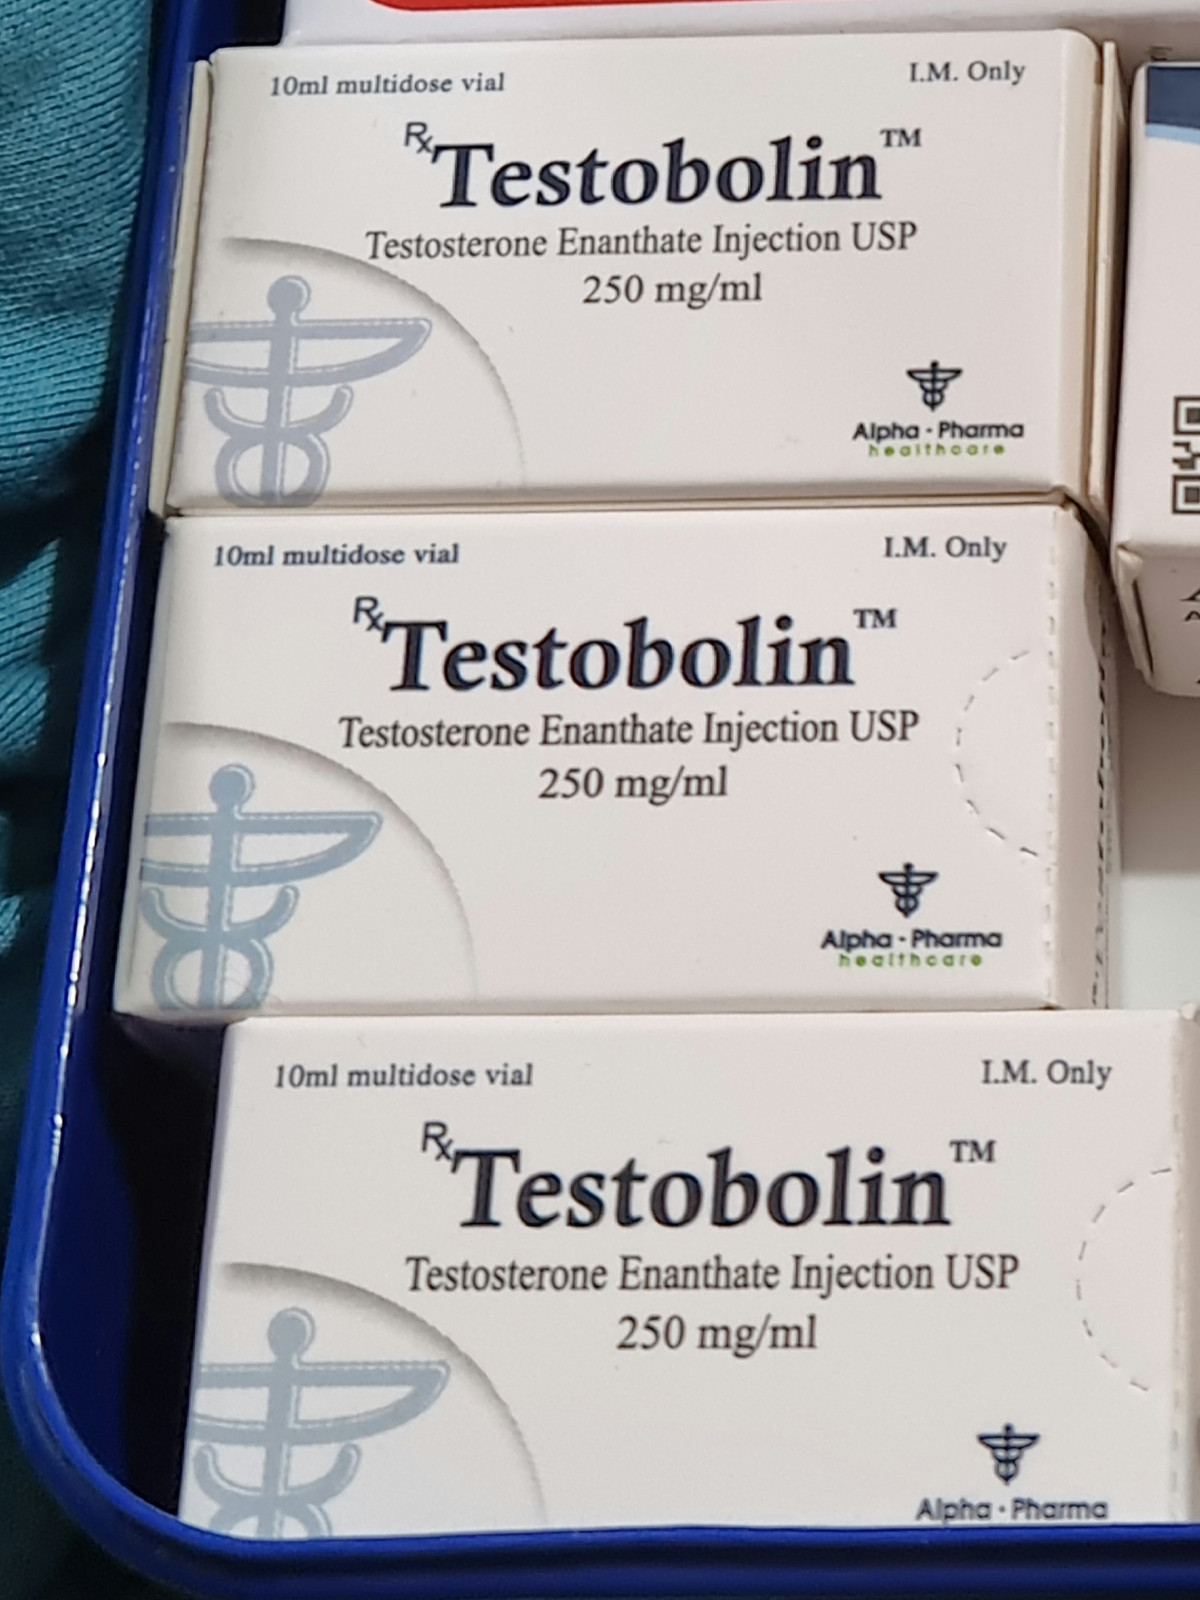 10ml multidose vial
I.M. Only
Rx Testobolin™
Testosterone Enanthate Injection USP
250 mg/ml
Alpha · Pharma
healthcare
10ml multidose vial
I.M. Only
Rx Testobolin™
Testosterone Enanthate Injection USP
250 mg/ml
Alpha · Pharma
healthcare
10ml multidose vial
I.M. Only
Rx Testobolin™
Testosterone Enanthate Injection USP
250 mg/ml
Alpha · Pharma